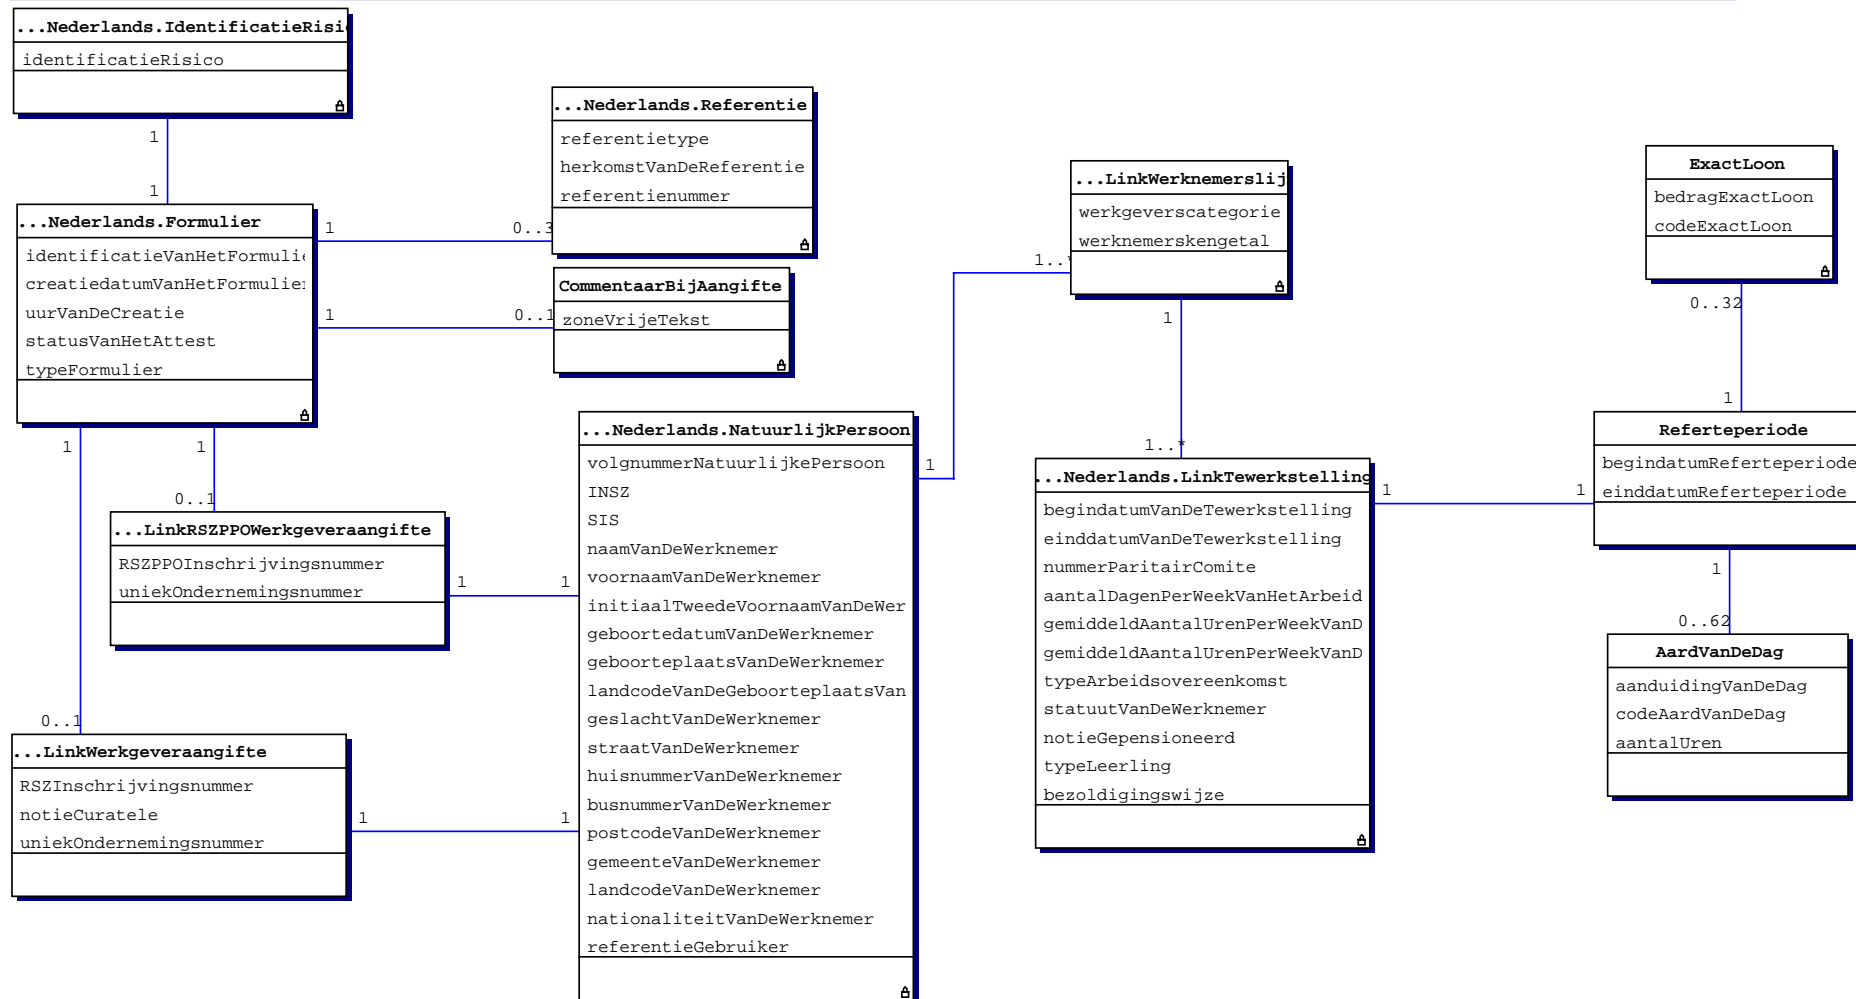 ...Nederlands.IdentificatieRisi
identificatieRisico
1
1
...Nederlands.Formulier
identificatieVanHetFormulie
creatiedatumVanHetFormulier
uurVanDeCreatie
statusVanHetAttest
typeFormulier
1
0..3
...Nederlands.Referentie
referentietype
herkomstVanDeReferentie
referentienummer
1
0..1
CommentaarBijAangifte
zoneVrijeTekst
1
1
0..1
...LinkRSZPPOWerkgeveraangifte
RSZPPOInschrijvingsnummer
uniekOndernemingsnummer
1
1
0..1
...LinkWerkgeveraangifte
RSZInschrijvingsnummer
notieCuratele
uniekOndernemingsnummer
1
1
...Nederlands.NatuurlijkPersoon
volgnummerNatuurlijkePersoon
INSZ
SIS
naamVanDeWerknemer
voornaamVanDeWerknemer
initiaalTweedeVoornaamVanDeWer
geboortedatumVanDeWerknemer
geboorteplaatsVanDeWerknemer
landcodeVanDeGeboorteplaatsVan
geslachtVanDeWerknemer
straatVanDeWerknemer
huisnummerVanDeWerknemer
busnummerVanDeWerknemer
postcodeVanDeWerknemer
gemeenteVanDeWerknemer
landcodeVanDeWerknemer
nationaliteitVanDeWerknemer
referentieGebruiker
1
1..*
...LinkWerknemerslij
werkgeverscategorie
werknemerskengetal
1
1..*
...Nederlands.LinkTewerkstelling
begindatumVanDeTewerkstelling
einddatumVanDeTewerkstelling
nummerParitairComite
aantalDagenPerWeekVanHetArbeid
gemiddeldAantalUrenPerWeekVanD
gemiddeldAantalUrenPerWeekVanD
typeArbeidsovereenkomst
statuutVanDeWerknemer
notieGepensioneerd
typeLeerling
bezoldigingswijze
1
1
ExactLoon
bedragExactLoon
codeExactLoon
0..32
1
Referteperiode
begindatumReferteperiode
einddatumReferteperiode
1
0..62
AardVanDeDag
aanduidingVanDeDag
codeAardVanDeDag
aantalUren